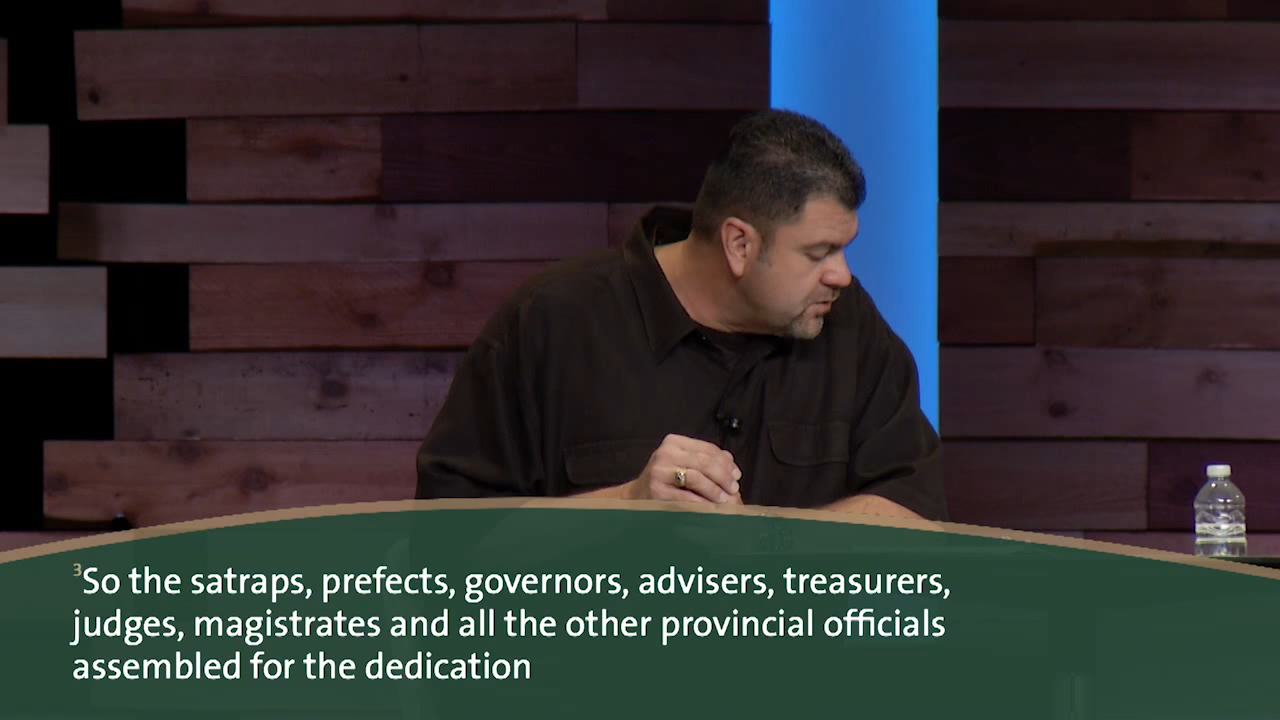 ³So the satraps, prefects, governors, advisers, treasurers,
judges, magistrates and all the other provincial officials
assembled for the dedication